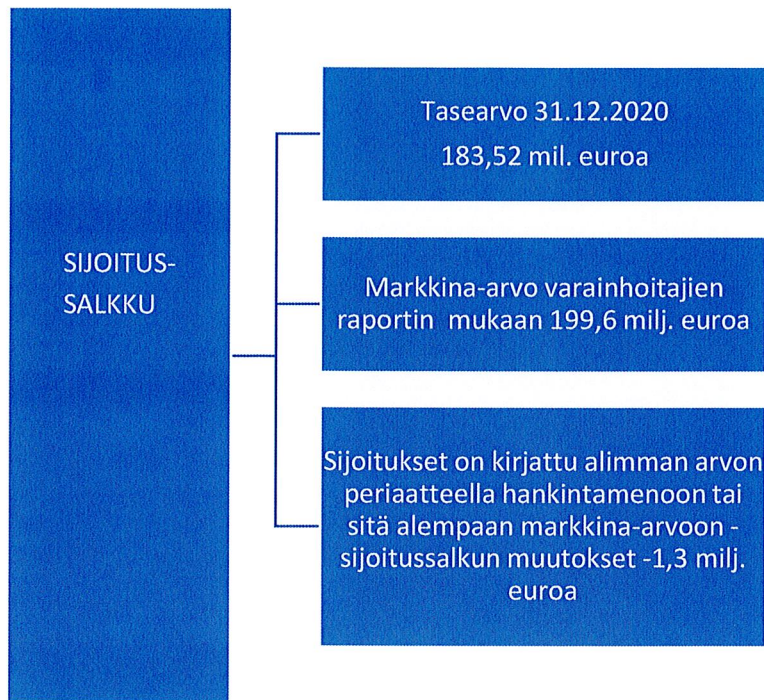 SIJOITUS-
SALKKU
Tasearvo 31.12.2020
183,52 mil. euroa
Markkina-arvo varainhoitajien
raportin mukaan 199,6 milj. euroa
Sijoitukset on kirjattu alimman arvon
periaatteella hankintamenoon tai
sitä alempaan markkina-arvoon -
sijoitussalkun muutokset -1,3 milj.
euroa